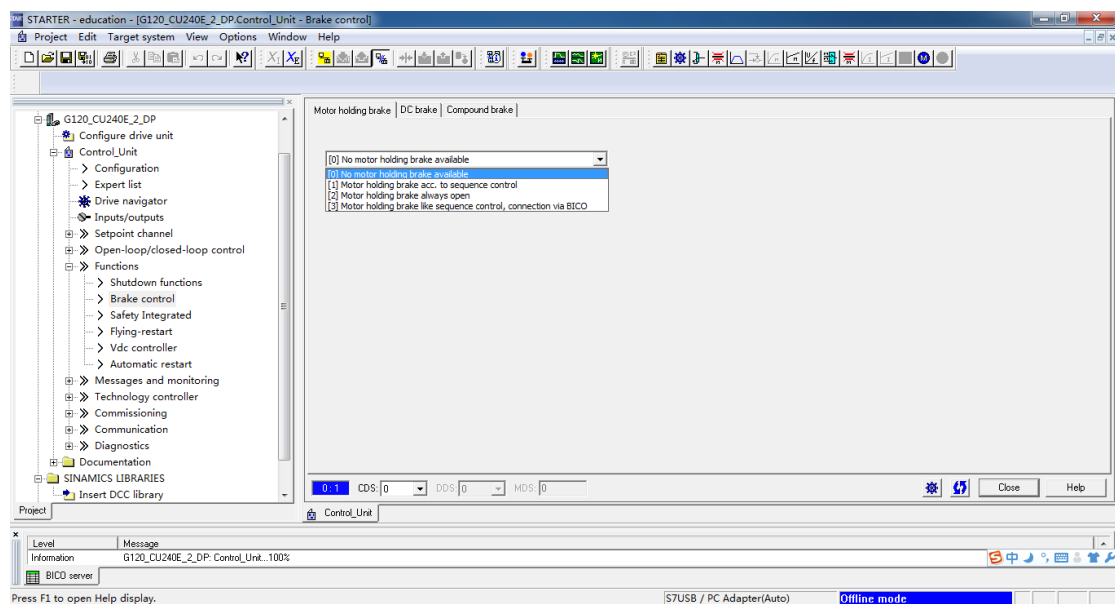 STARTER - education - [G120_CU240E_2_DP.Control_Unit - Brake control]
Project Edit Target system View Options Window Help
G120_CU240E_2_DP
Configure drive unit
Control_Unit
Configuration
Expert list
Drive navigator
Inputs/outputs
Setpoint channel
Open-loop/closed-loop control
Functions
Shutdown functions
Brake control
Safety Integrated
Flying-restart
Vdc controller
Automatic restart
Messages and monitoring
Technology controller
Commissioning
Communication
Diagnostics
Documentation
SINAMICS LIBRARIES
Insert DCC library
Project
Motor holding brake DC brake Compound brake
[0] No motor holding brake available
[0] No motor holding brake available
[1] Motor holding brake acc. to sequence control
[2] Motor holding brake always open
[3] Motor holding brake like sequence control, connection via BICO
0:1 CDS: 0 DDS: 0 MDS: 0 Close Help
Control_Unit
Level Message
Information G120_CU240E_2_DP: Control_Unit...100%
中
BICO server
Press F1 to open Help display. S7USB / PC Adapter(Auto) Offline mode